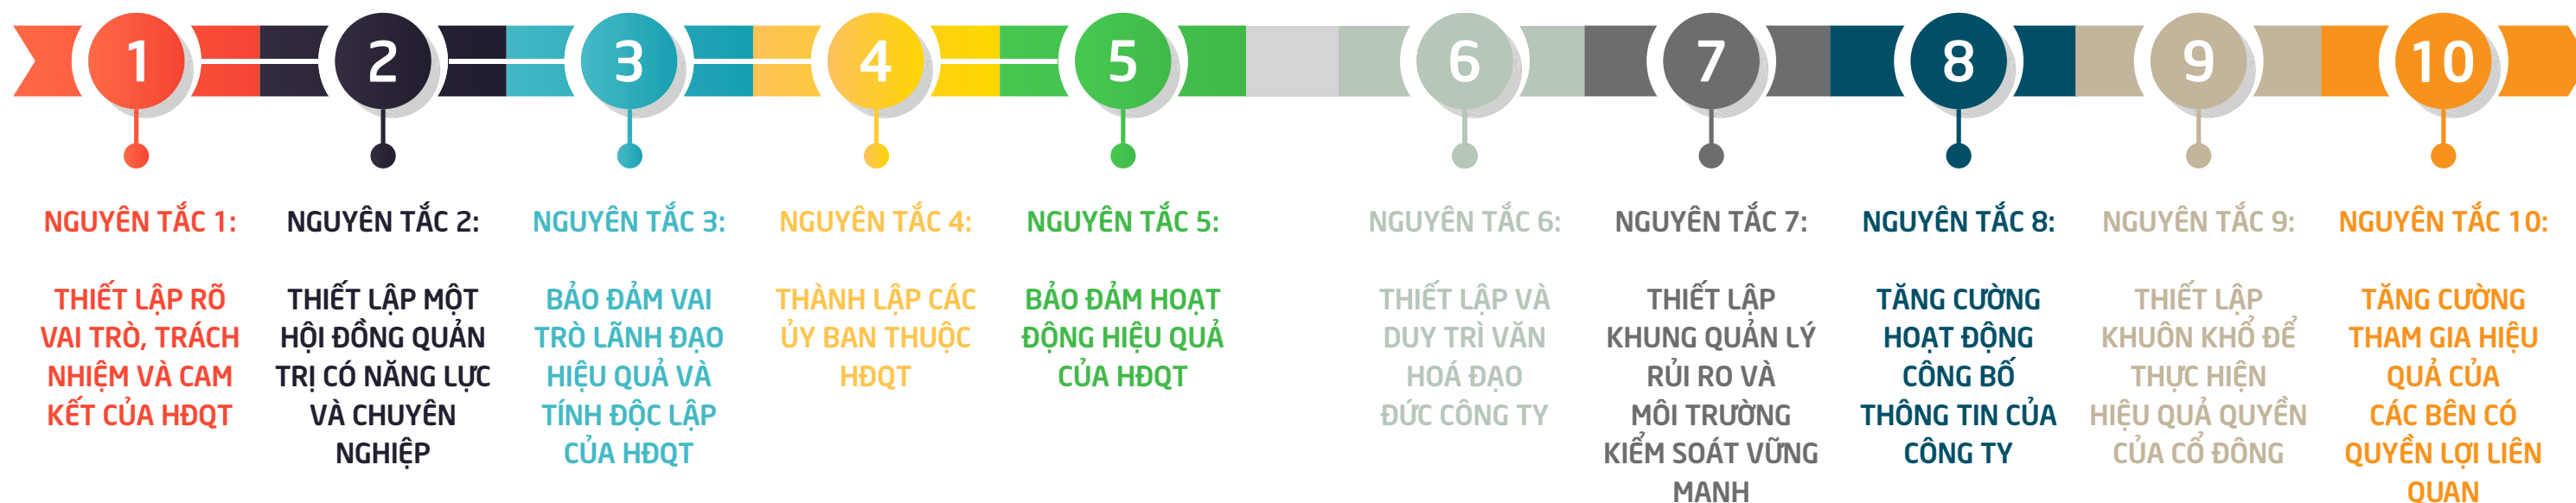 1
2
3
4
5
6
7
8
9
10
NGUYÊN TẮC 1:
THIẾT LẬP RÕ
VAI TRÒ, TRÁCH
NHIỆM VÀ CAM
KẾT CỦA HĐQT
NGUYÊN TẮC 2:
THIẾT LẬP MỘT
HỘI ĐỒNG QUẢN
TRỊ CÓ NĂNG LỰC
VÀ CHUYÊN
NGHIỆP
NGUYÊN TẮC 3:
BẢO ĐẢM VAI
TRÒ LÃNH ĐẠO
HIỆU QUẢ VÀ
TÍNH ĐỘC LẬP
CỦA HĐQT
NGUYÊN TẮC 4:
THÀNH LẬP CÁC
ỦY BAN THUỘC
HĐQT
NGUYÊN TẮC 5:
BẢO ĐẢM HOẠT
ĐỘNG HIỆU QUẢ
CỦA HĐQT
NGUYÊN TẮC 6:
THIẾT LẬP VÀ
DUY TRÌ VĂN
HOÁ ĐẠO
ĐỨC CÔNG TY
NGUYÊN TẮC 7:
THIẾT LẬP
KHUNG QUẢN LÝ
RỦI RO VÀ
MÔI TRƯỜNG
KIỂM SOÁT VỮNG
MẠNH
NGUYÊN TẮC 8:
TĂNG CƯỜNG
HOẠT ĐỘNG
CÔNG BỐ
THÔNG TIN CỦA
CÔNG TY
NGUYÊN TẮC 9:
THIẾT LẬP
KHUÔN KHỔ ĐỂ
THỰC HIỆN
HIỆU QUẢ QUYỀN
CỦA CỔ ĐÔNG
NGUYÊN TẮC 10:
TĂNG CƯỜNG
THAM GIA HIỆU
QUẢ CỦA
CÁC BÊN CÓ
QUYỀN LỢI LIÊN
QUAN